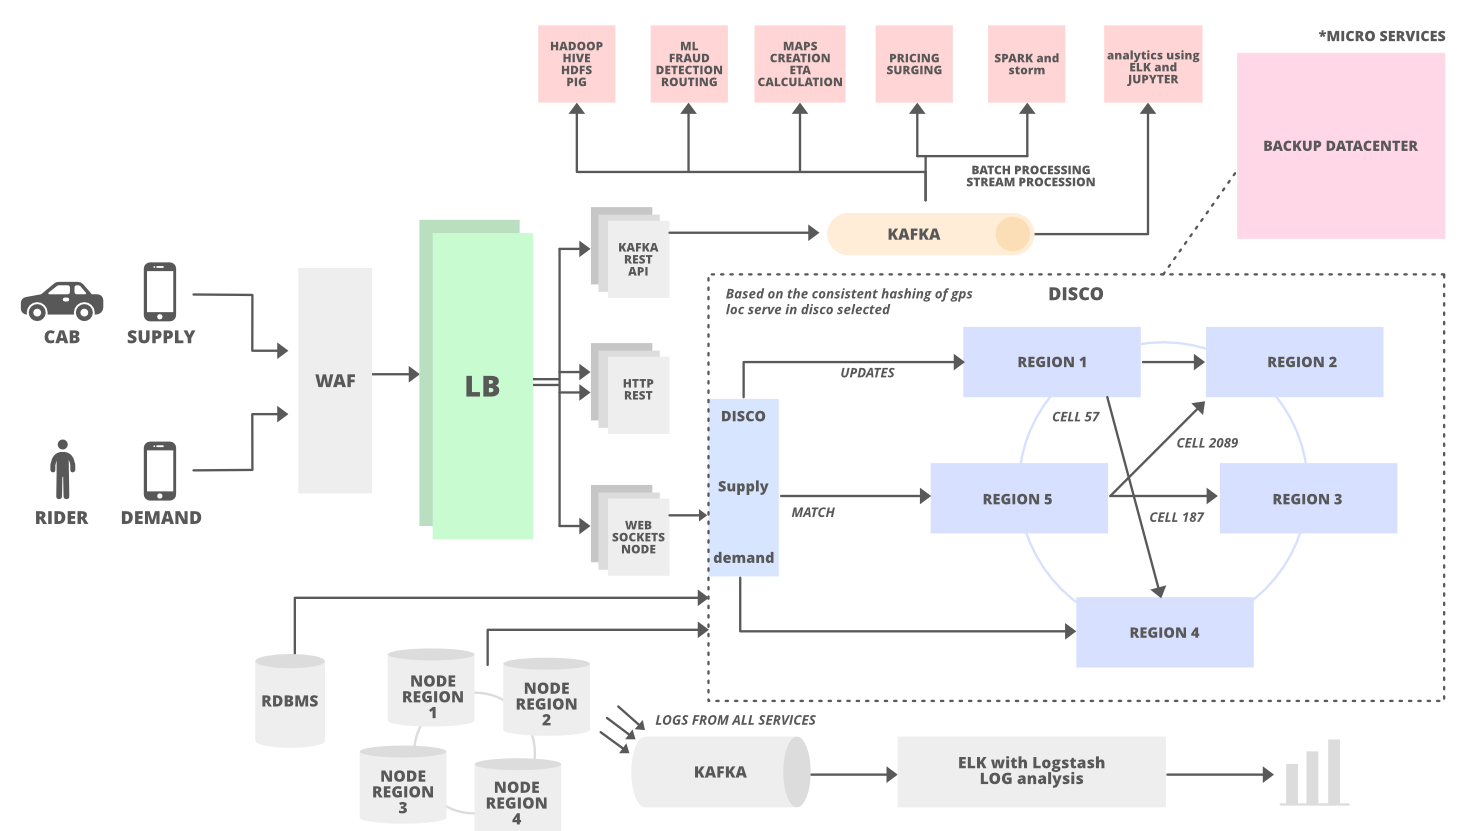 *MICRO SERVICES
HADOOP
HIVE
HDFS
PIG
ML
FRAUD
DETECTION
ROUTING
MAPS
CREATION
ETA
CALCULATION
PRICING
SURGING
SPARK and
storm
analytics using
ELK and
JUPYTER
BACKUP DATACENTER
BATCH PROCESSING
STREAM PROCESSION
KAFKA
KAFKA
REST
API
CAB
SUPPLY
WAF
LB
HTTP
REST
RIDER
DEMAND
WEB
SOCKETS
NODE
Based on the consistent hashing of gps
loc serve in disco selected
DISCO
REGION 1
REGION 2
UPDATES
DISCO
CELL 57
CELL 2089
Supply
REGION 5
REGION 3
MATCH
CELL 187
demand
REGION 4
RDBMS
NODE
REGION
1
NODE
REGION
2
NODE
REGION
3
NODE
REGION
4
LOGS FROM ALL SERVICES
KAFKA
ELK with Logstash
LOG analysis